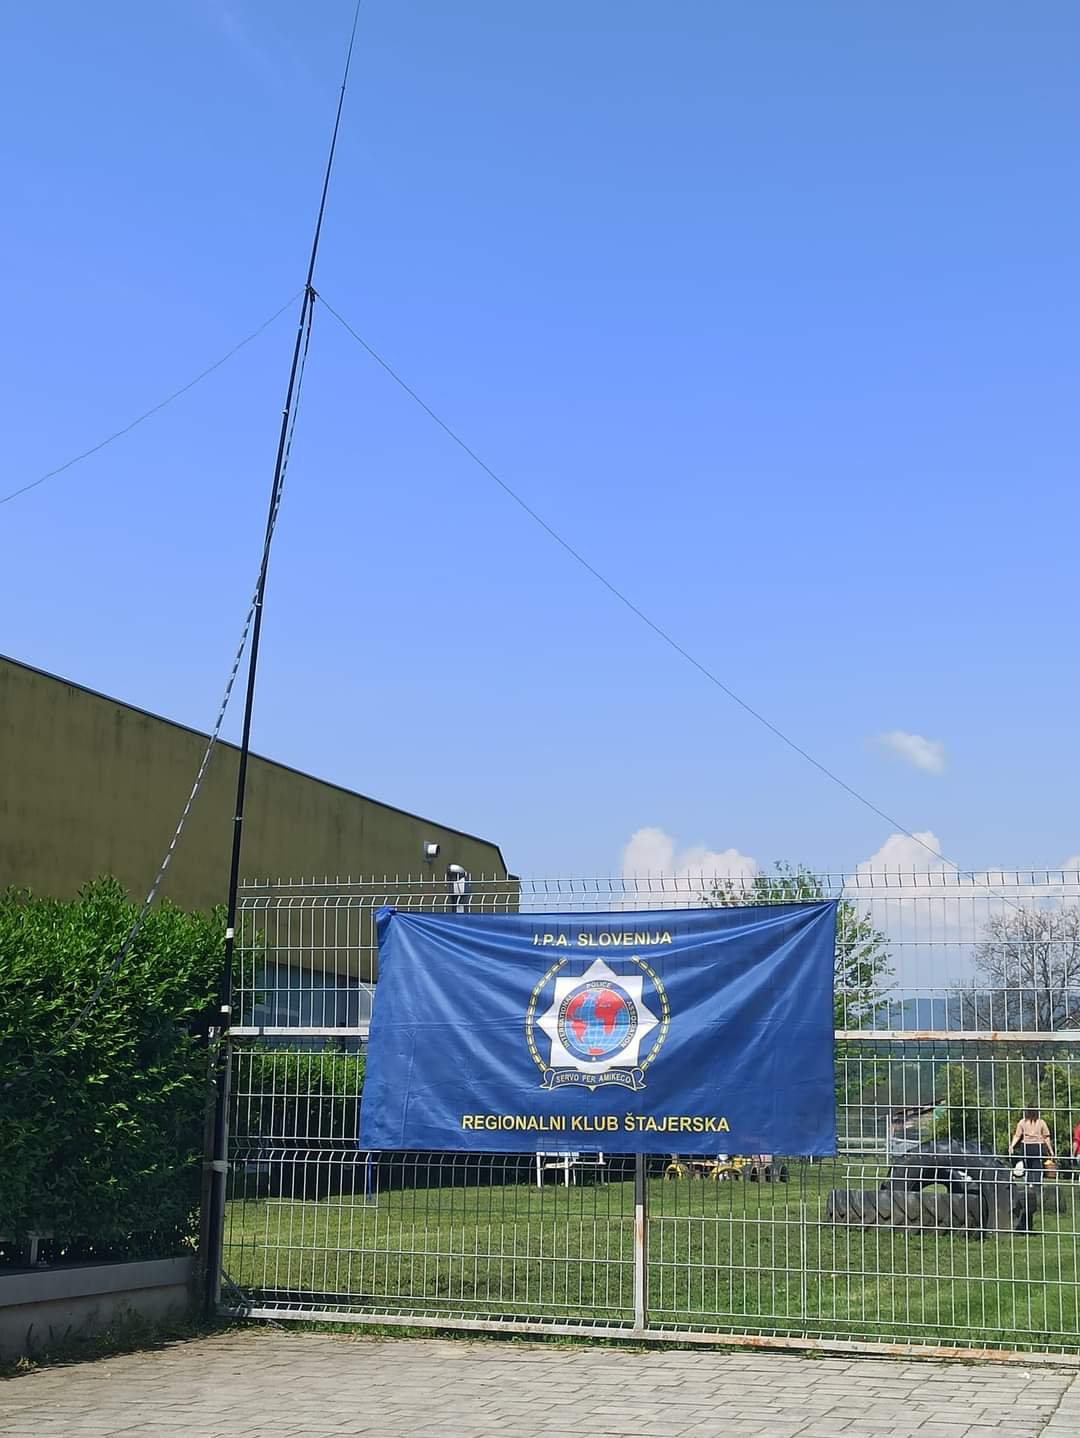 I.P.A. SLOVENIJA
INTERNATIONAL POLICE ASSOCIATION
SERVO PER AMIKECO
REGIONALNI KLUB ŠTAJERSKA